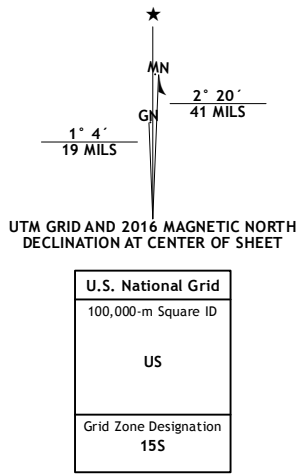 ★
MN
GN
2° 20´
41 MILS
1° 4´
19 MILS
UTM GRID AND 2016 MAGNETIC NORTH
DECLINATION AT CENTER OF SHEET
U.S. National Grid
100,000-m Square ID
US
Grid Zone Designation
15S